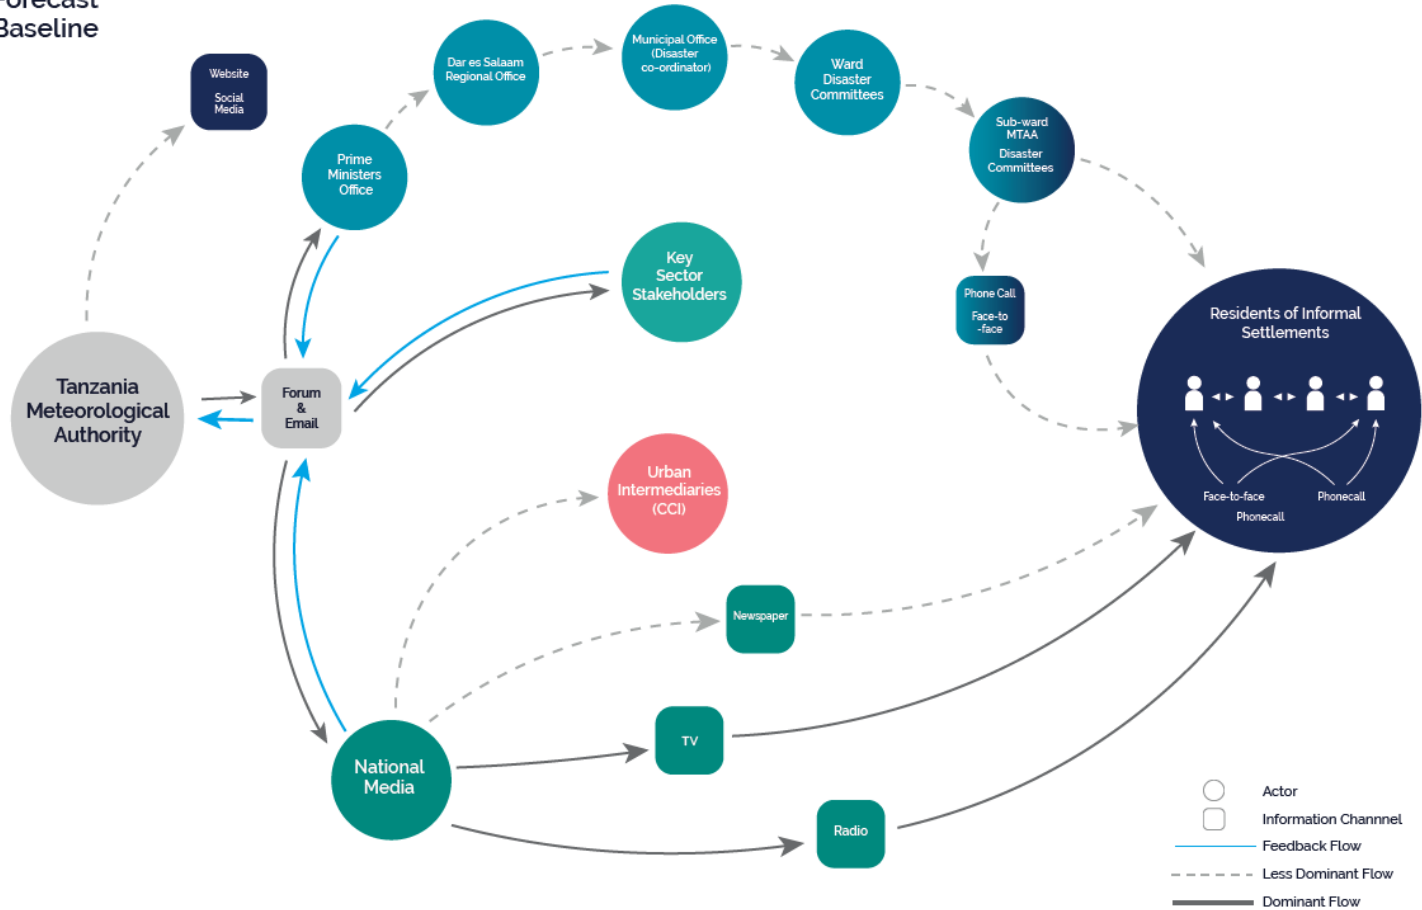 Forecast
Baseline
Website
Social
Media
Dar es Salaam
Regional Office
Municipal Office
(Disaster
co-ordinator)
Ward
Disaster
Committees
Sub-ward
MTAA
Disaster
Committees
Prime
Ministers
Office
Key
Sector
Stakeholders
Phone Call
Face-to
-face
Residents of Informal
Settlements
Tanzania
Meteorological
Authority
Forum
&
Email
Urban
Intermediaries
(CCI)
Face-to-face
Phonecall
Phonecall
Newspaper
TV
National
Media
Radio
Actor
Information Channnel
Feedback Flow
Less Dominant Flow
Dominant Flow